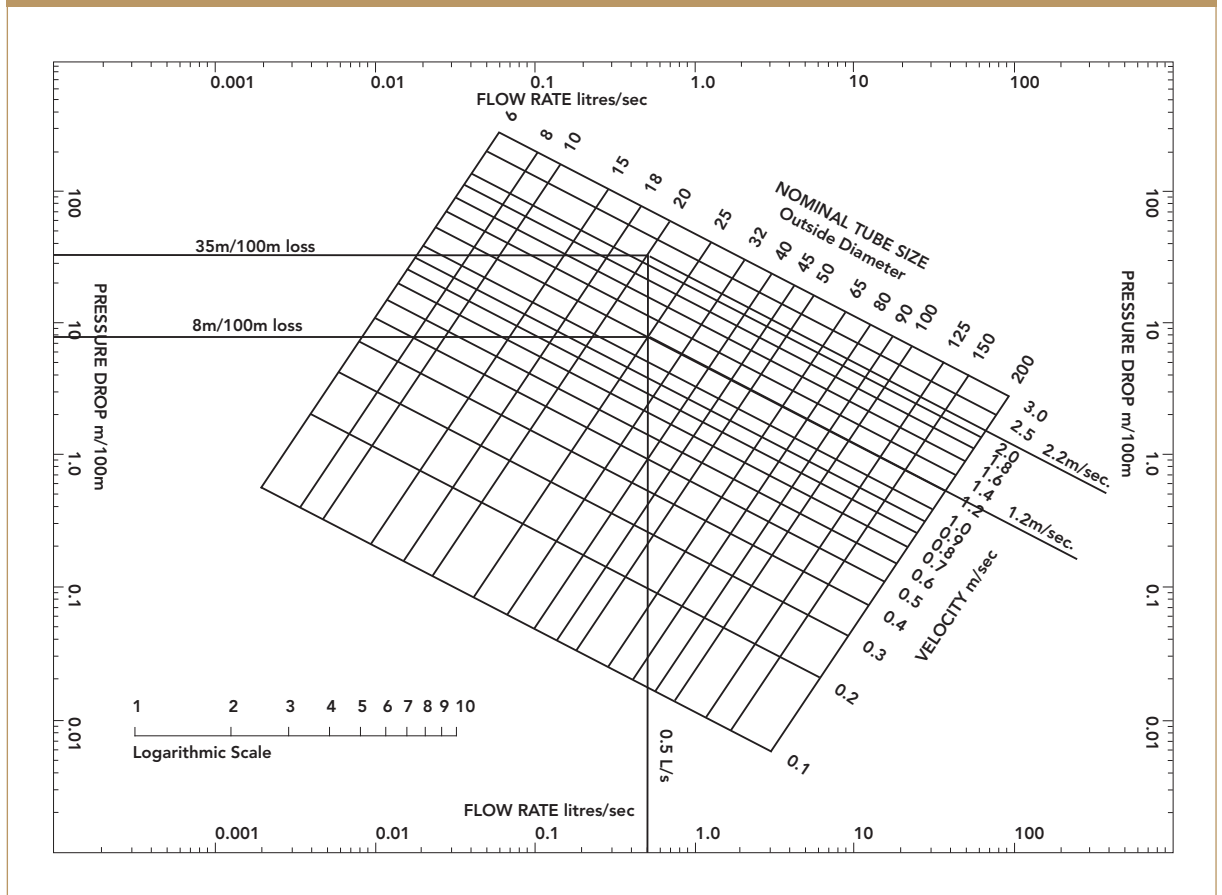 0.001 0.01 0.1 1.0 10 100
FLOW RATE litres/sec
6 8 10 15 18 20 25 32 40 45 50 65 80 90 100 125 150 200
NOMINAL TUBE SIZE
Outside Diameter
100 10 1.0 0.1 0.01
PRESSURE DROP m/100m
35m/100m loss
8m/100m loss
100 10 1.0 0.1 0.01
PRESSURE DROP m/100m
3.0
2.5
2.2m/sec.
2.0
1.8
1.6
1.4
1.2
1.2m/sec.
1.0
0.9
0.8
0.7
0.6
0.5
0.4
0.3
0.2
0.1
VELOCITY m/sec
1 2 3 4 5 6 7 8 9 10
Logarithmic Scale
0.5 L/s
FLOW RATE litres/sec
0.001 0.01 0.1 1.0 10 100